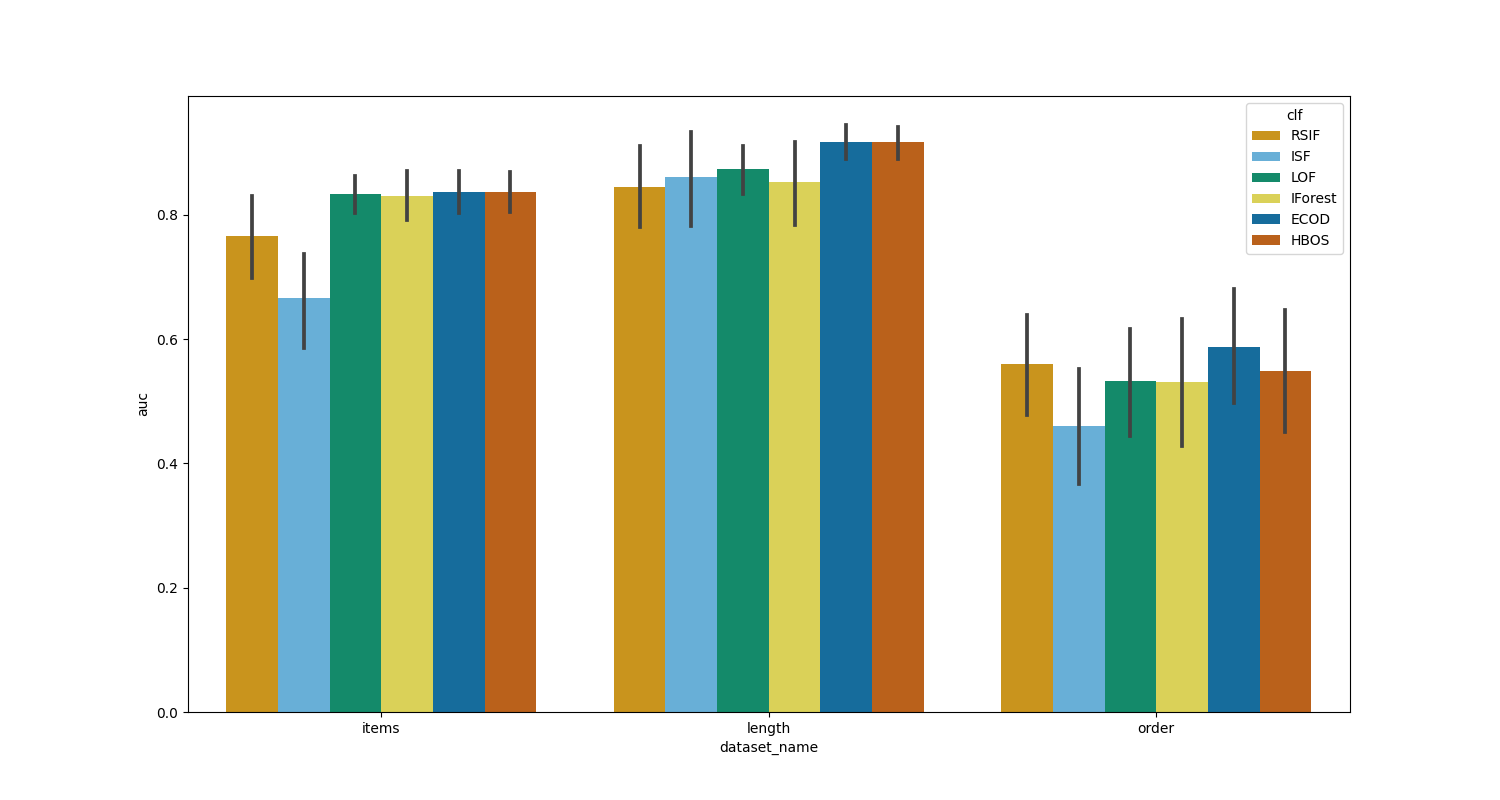 clf
RSIF
ISF
LOF
IForest
ECOD
HBOS
auc
0.8
0.6
0.4
0.2
0.0
items length order
dataset_name